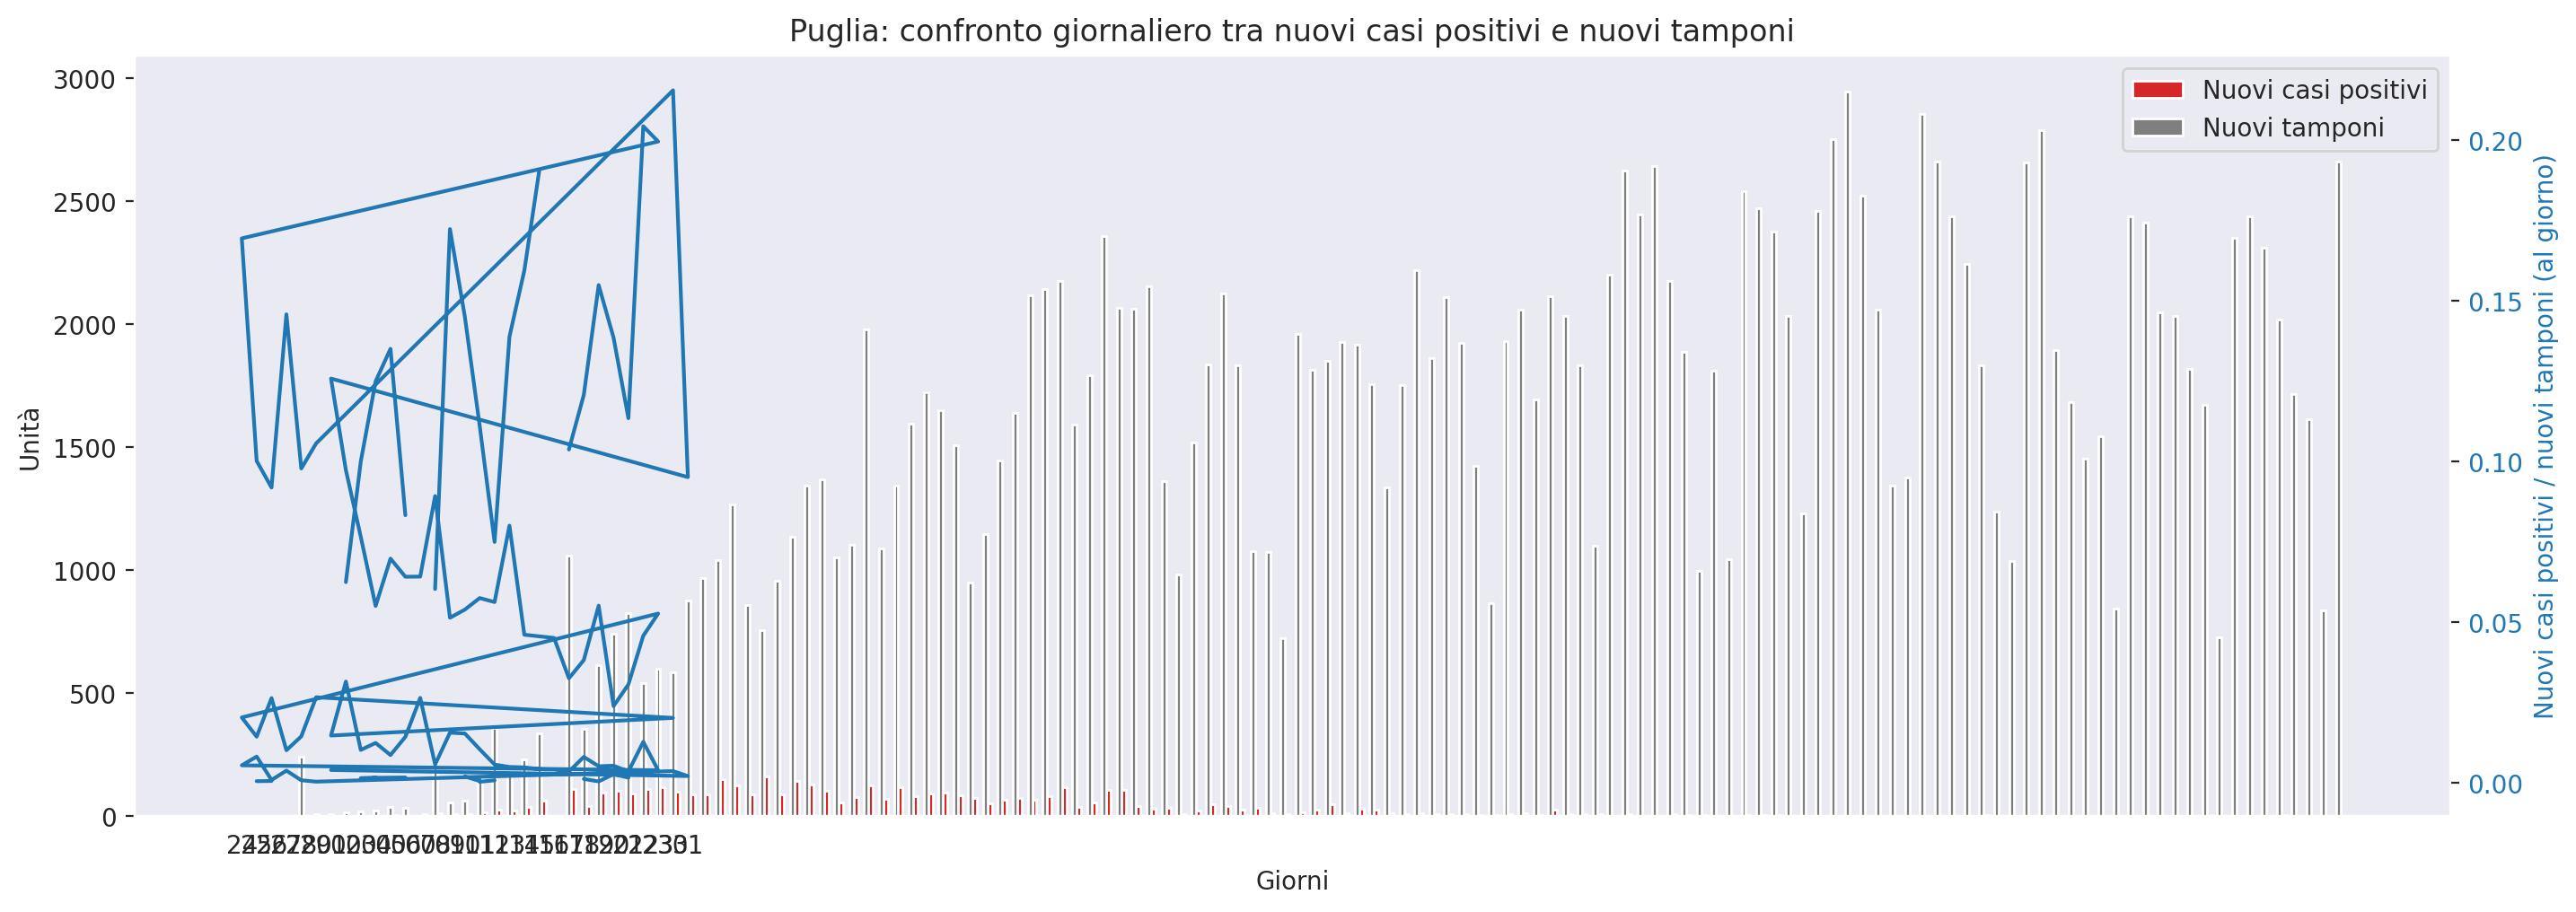 Puglia: confronto giornaliero tra nuovi casi positivi e nuovi tamponi
Nuovi casi positivi
Nuovi tamponi
Unità
3000
2500
2000
1500
1000
500
0
0.20
0.15
0.10
0.05
0.00
Nuovi casi positivi / nuovi tamponi (al giorno)
Giorni